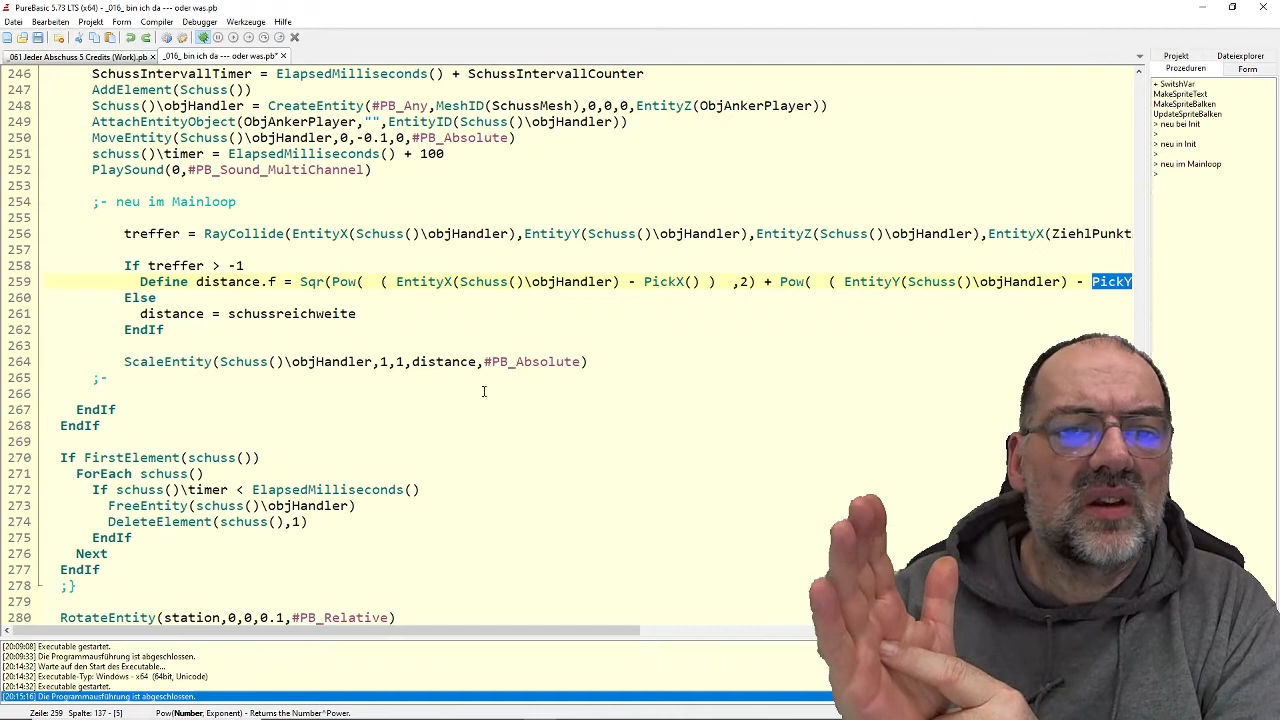 PureBasic 5.73 LTS (x64) - _016_ bin ich da --- oder was.pb
Datei Bearbeiten Projekt Form Compiler Debugger Werkzeuge Hilfe
_061 Jeder Abschuss 5 Credits (Work).pb _016_ bin ich da --- oder was.pb*
246 SchussIntervallTimer = ElapsedMilliseconds() + SchussIntervallCounter
247 AddElement(Schuss())
248 Schuss()\objHandler = CreateEntity(#PB_Any,MeshID(SchussMesh),0,0,0,EntityZ(ObjAnkerPlayer))
249 AttachEntityObject(ObjAnkerPlayer,"",EntityID(Schuss()\objHandler))
250 MoveEntity(Schuss()\objHandler,0,-0.1,0,#PB_Absolute)
251 schuss()\timer = ElapsedMilliseconds() + 100
252 PlaySound(0,#PB_Sound_MultiChannel)
253
254 ;- neu im Mainloop
255
256 treffer = RayCollide(EntityX(Schuss()\objHandler),EntityY(Schuss()\objHandler),EntityZ(Schuss()\objHandler),EntityX(ZiehlPunkt
257
258 If treffer > -1
259 Define distance.f = Sqr(Pow( ( EntityX(Schuss()\objHandler) - PickX() ) ,2) + Pow( ( EntityY(Schuss()\objHandler) - PickY
260 Else
261 distance = schussreichweite
262 EndIf
263
264 ScaleEntity(Schuss()\objHandler,1,1,distance,#PB_Absolute)
265 ;-
266
267 EndIf
268 EndIf
269
270 If FirstElement(schuss())
271 ForEach schuss()
272 If schuss()\timer < ElapsedMilliseconds()
273 FreeEntity(schuss()\objHandler)
274 DeleteElement(schuss(),1)
275 EndIf
276 Next
277 EndIf
278 ;}
279
280 RotateEntity(station,0,0,0.1,#PB_Relative)
[20:09:08] Executable gestartet.
[20:09:33] Die Programmausführung ist abgeschlossen.
[20:14:32] Warte auf den Start des Executable...
[20:14:32] Executable-Typ: Windows - x64 (64bit, Unicode)
[20:14:32] Executable gestartet.
[20:15:16] Die Programmausführung ist abgeschlossen.
Zeile: 259 Spalte: 137 - [5] Pow(Number, Exponent) - Returns the Number^Power.
Projekt Dateiexplorer
Prozeduren Form
+ SwitchVar
MakeSpriteText
MakeSpriteBalken
UpdateSpriteBalken
> neu bei Init
>
> neu in Init
>
> neu im Mainloop
>